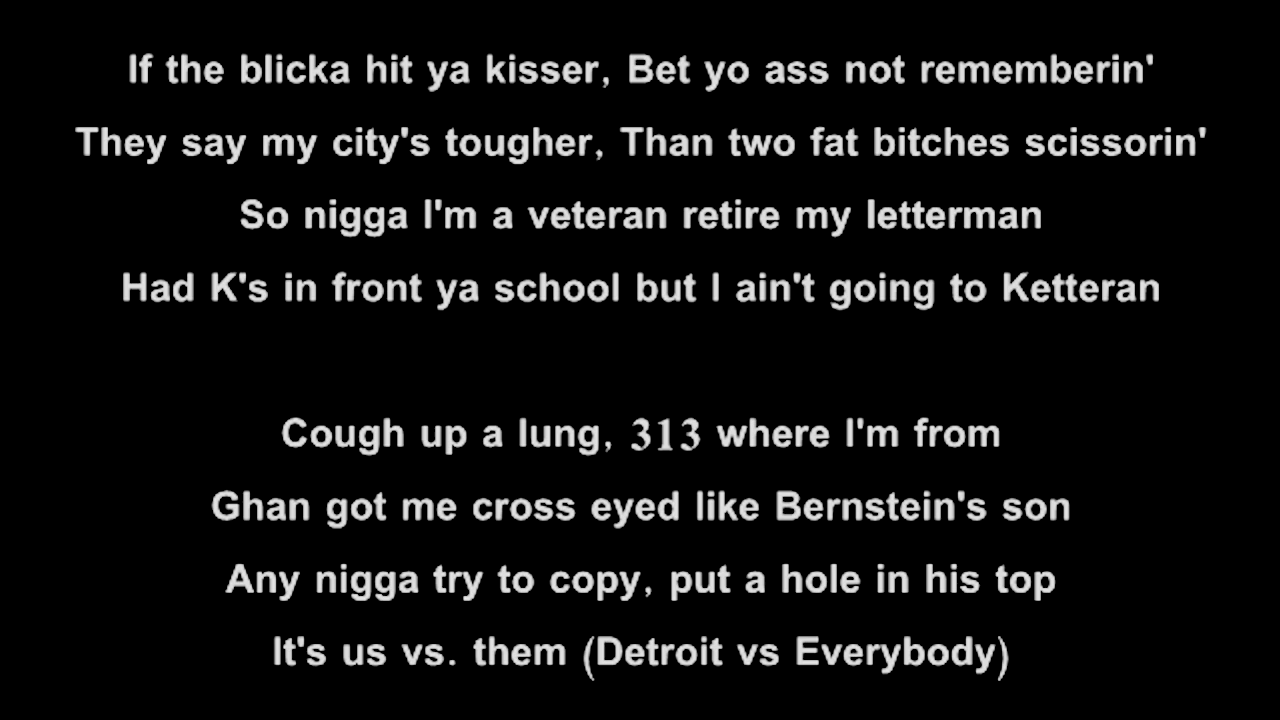 If the blicka hit ya kisser, Bet yo ass not rememberin'
They say my city's tougher, Than two fat bitches scissorin'
So nigga I'm a veteran retire my letterman
Had K's in front ya school but I ain't going to Ketteran
Cough up a lung, 313 where I'm from
Ghan got me cross eyed like Bernstein's son
Any nigga try to copy, put a hole in his top
It's us vs. them (Detroit vs Everybody)